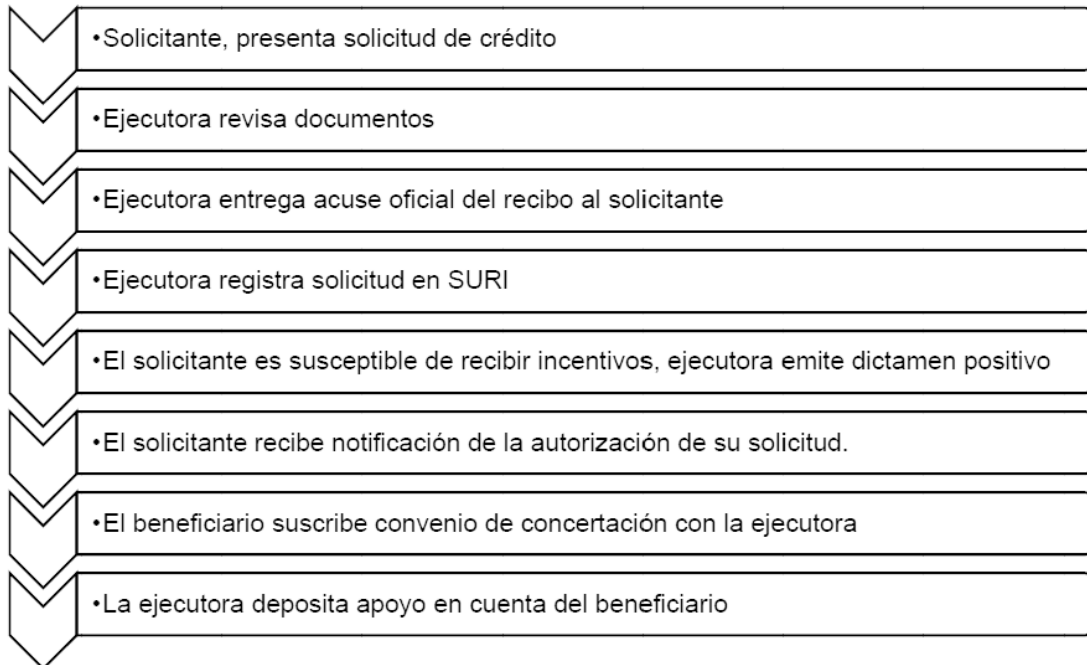 •Solicitante, presenta solicitud de crédito
•Ejecutora revisa documentos
•Ejecutora entrega acuse oficial del recibo al solicitante
•Ejecutora registra solicitud en SURI
•El solicitante es susceptible de recibir incentivos, ejecutora emite dictamen positivo
•El solicitante recibe notificación de la autorización de su solicitud.
•El beneficiario suscribe convenio de concertación con la ejecutora
•La ejecutora deposita apoyo en cuenta del beneficiario